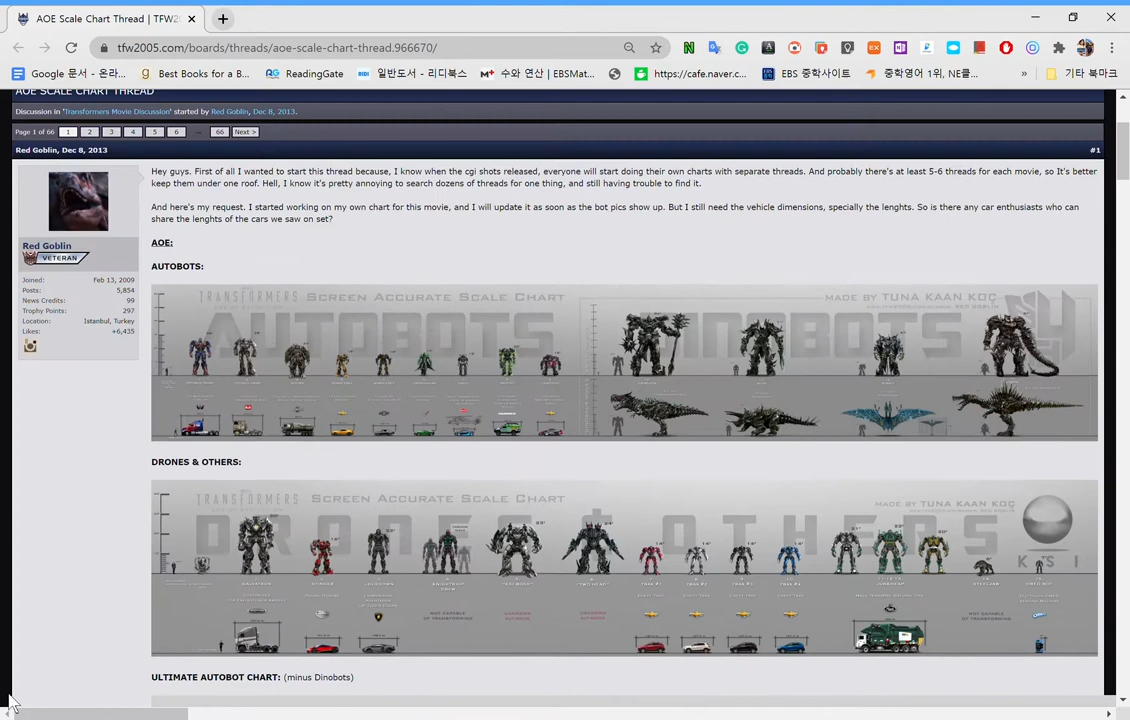 AOE Scale Chart Thread | TFW2
tfw2005.com/boards/threads/aoe-scale-chart-thread.966670/
Google 문서 - 온라...
Best Books for a B...
ReadingGate
일반도서 - 리디북스
수와 연산 | EBSMat...
https://cafe.naver.c...
EBS 중학사이트
중학영어 1위, NE클...
»
기타 북마크
AOE SCALE CHART THREAD
Discussion in 'Transformers Movie Discussion' started by Red Goblin, Dec 8, 2013.
Page 1 of 66 1 2 3 4 5 6 ... 66 Next >
Red Goblin, Dec 8, 2013 #1
Hey guys. First of all I wanted to start this thread because, I know when the cgi shots released, everyone will start doing their own charts with separate threads. And probably there's at least 5-6 threads for each movie, so It's better
keep them under one roof. Hell, I know it's pretty annoying to search dozens of threads for one thing, and still having trouble to find it.
And here's my request. I started working on my own chart for this movie, and I will update it as soon as the bot pics show up. But I still need the vehicle dimensions, specially the lenghts. So is there any car enthusiasts who can
share the lenghts of the cars we saw on set?
Red Goblin
VETERAN
Joined: Feb 13, 2009
Posts: 5,854
News Credits: 99
Trophy Points: 297
Location: Istanbul, Turkey
Likes: +6,435
AOE:
AUTOBOTS:
TRANSFORMERS SCREEN ACCURATE SCALE CHART
MADE BY TUNA KAAN KOÇ
AUTOBOTS
DINOBOTS
4
DRONES & OTHERS:
TRANSFORMERS SCREEN ACCURATE SCALE CHART
MADE BY TUNA KAAN KOÇ
DRONES & OTHERS
KSI
GALVATRON
STINGER
LOCKDOWN
JUNKHEAP
STEELJAW
ULTIMATE AUTOBOT CHART: (minus Dinobots)